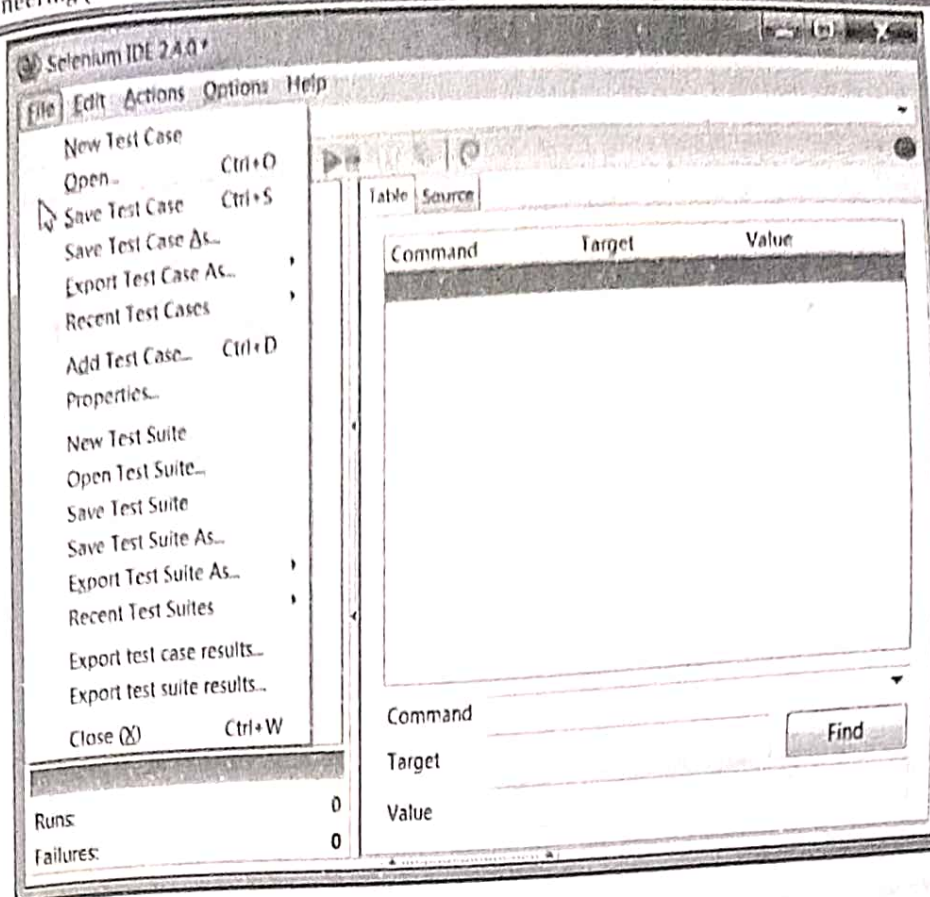 Selenium IDE 2.4.0 *
File Edit Actions Options Help
New Test Case
Open... Ctrl+O
Save Test Case Ctrl+S
Save Test Case As...
Export Test Case As...
Recent Test Cases
Add Test Case... Ctrl+D
Properties...
New Test Suite
Open Test Suite...
Save Test Suite
Save Test Suite As...
Export Test Suite As...
Recent Test Suites
Export test case results...
Export test suite results...
Close (X) Ctrl+W
Runs: 0
Failures: 0
Table Source
Command Target Value
Command
Target Find
Value